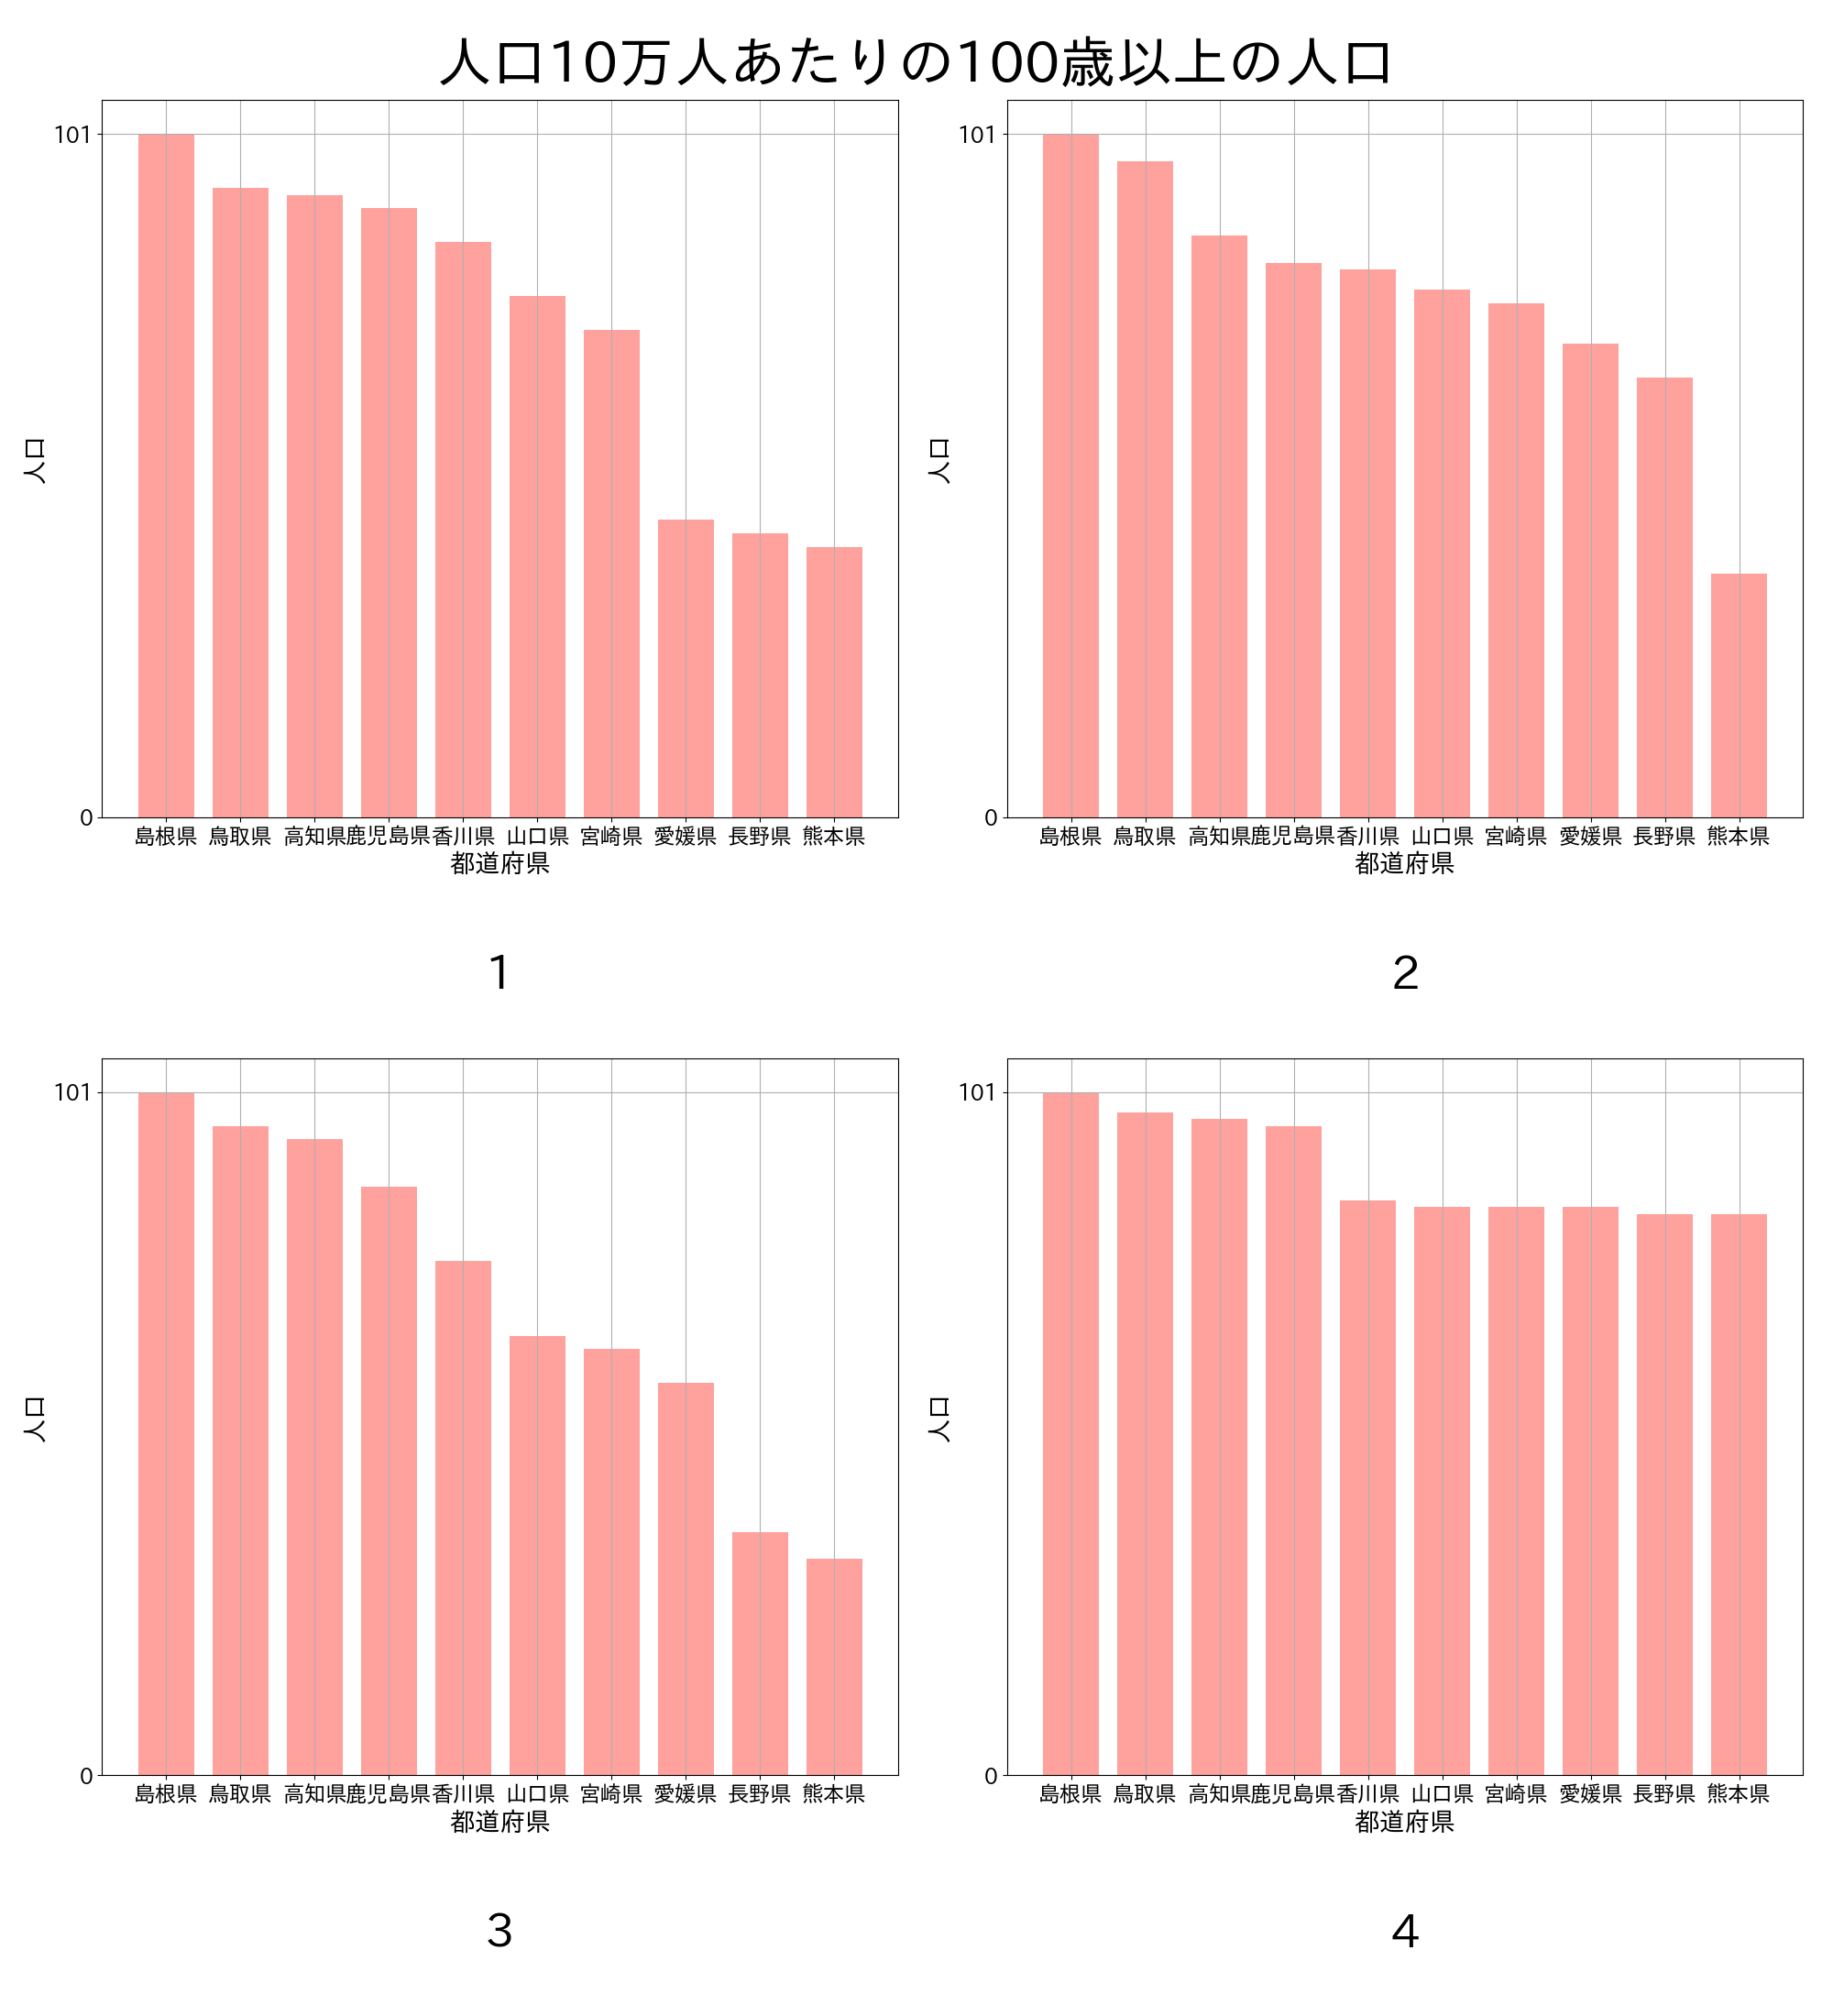 人口10万人あたりの100歳以上の人口
101
0
人口
島根県 鳥取県 高知県 鹿児島県 香川県 山口県 宮崎県 愛媛県 長野県 熊本県
都道府県
1
101
0
人口
島根県 鳥取県 高知県 鹿児島県 香川県 山口県 宮崎県 愛媛県 長野県 熊本県
都道府県
2
101
0
人口
島根県 鳥取県 高知県 鹿児島県 香川県 山口県 宮崎県 愛媛県 長野県 熊本県
都道府県
3
101
0
人口
島根県 鳥取県 高知県 鹿児島県 香川県 山口県 宮崎県 愛媛県 長野県 熊本県
都道府県
4